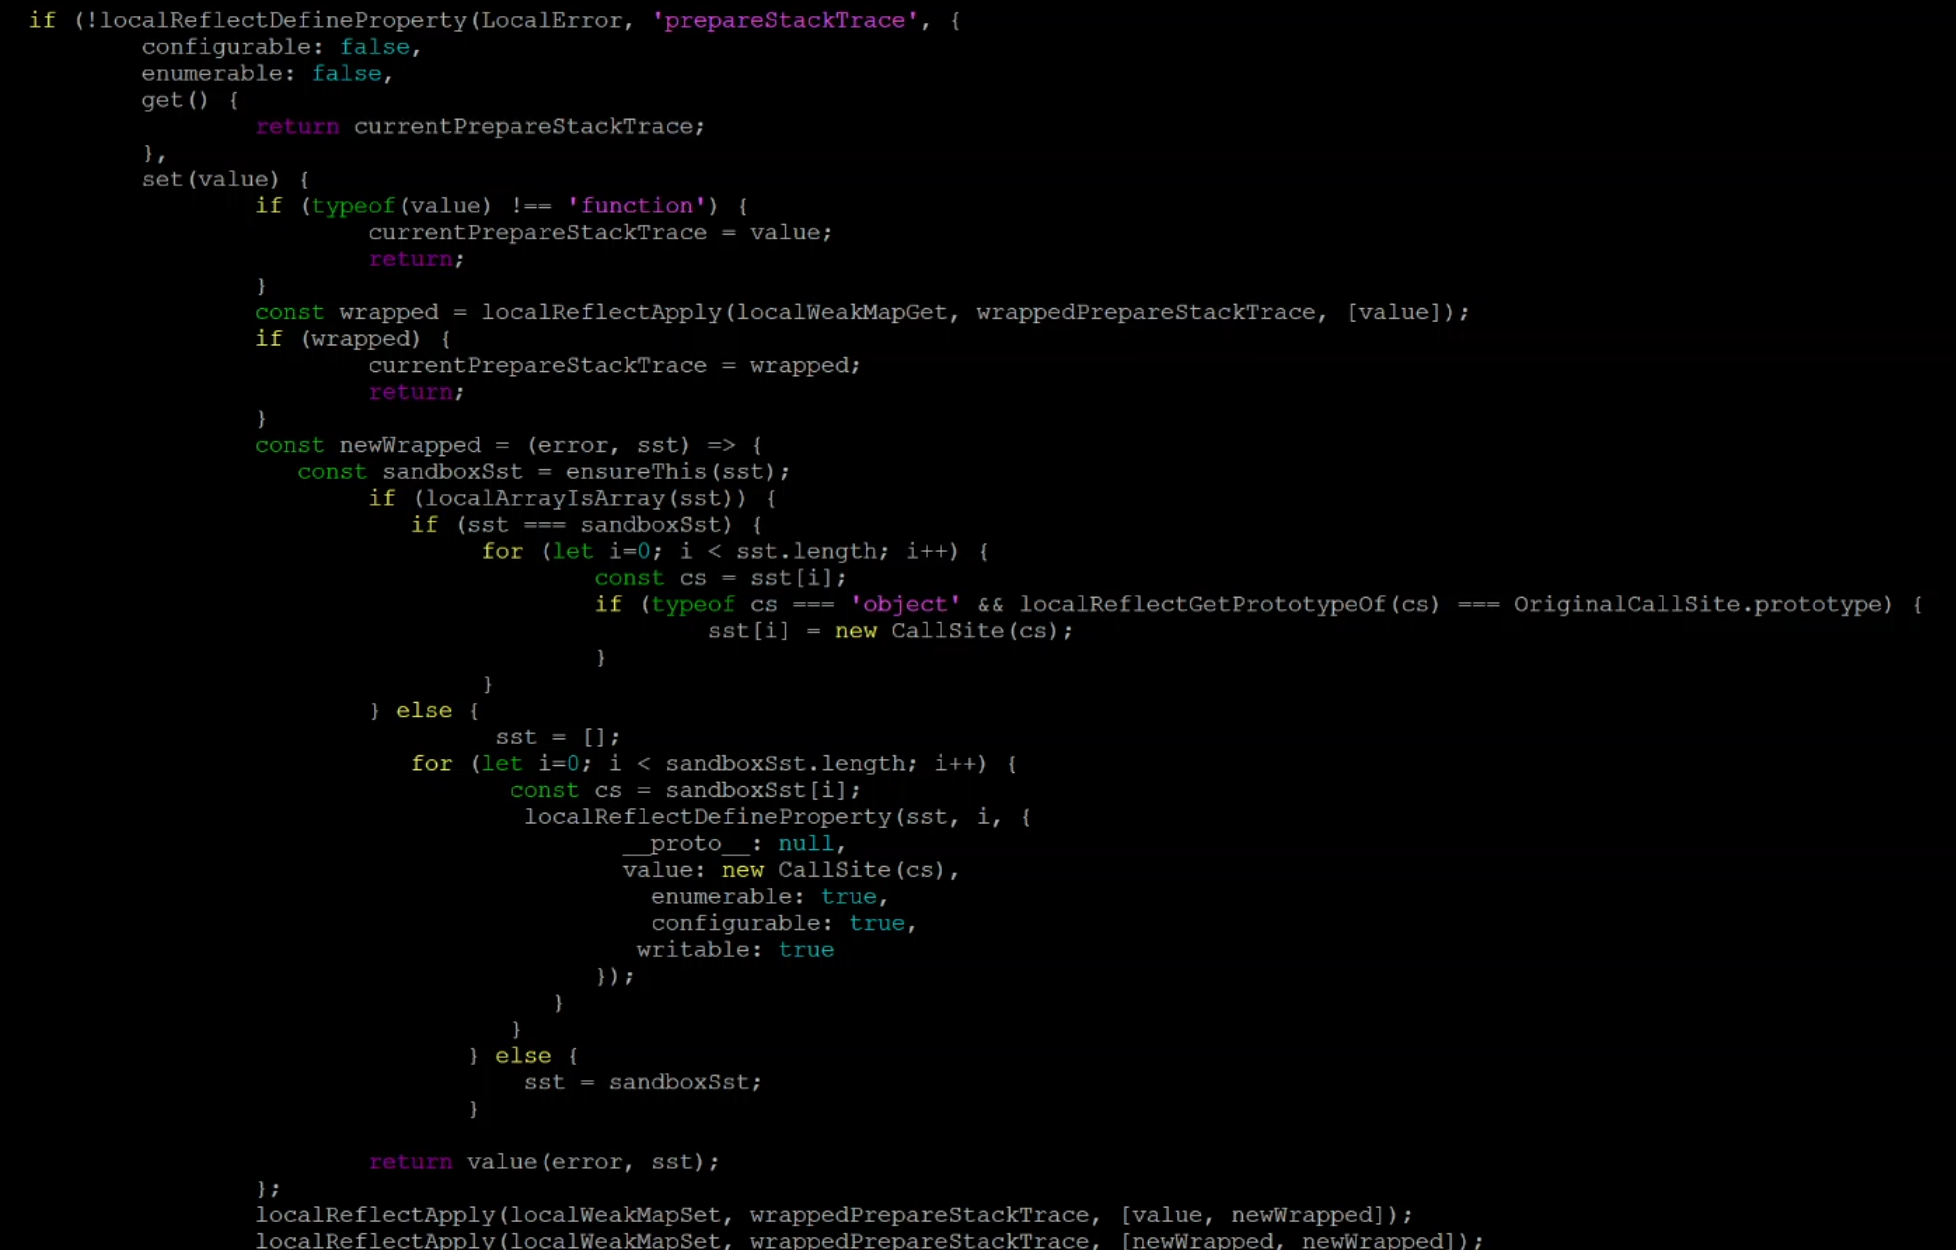 if (!localReflectDefineProperty(LocalError, 'prepareStackTrace', {
configurable: false,
enumerable: false,
get() {
return currentPrepareStackTrace;
},
set(value) {
if (typeof(value) !== 'function') {
currentPrepareStackTrace = value;
return;
}
const wrapped = localReflectApply(localWeakMapGet, wrappedPrepareStackTrace, [value]);
if (wrapped) {
currentPrepareStackTrace = wrapped;
return;
}
const newWrapped = (error, sst) => {
const sandboxSst = ensureThis(sst);
if (localArrayIsArray(sst)) {
if (sst === sandboxSst) {
for (let i=0; i < sst.length; i++) {
const cs = sst[i];
if (typeof cs === 'object' && localReflectGetPrototypeOf(cs) === OriginalCallSite.prototype) {
sst[i] = new CallSite(cs);
}
}
} else {
sst = [];
for (let i=0; i < sandboxSst.length; i++) {
const cs = sandboxSst[i];
localReflectDefineProperty(sst, i, {
__proto__: null,
value: new CallSite(cs),
enumerable: true,
configurable: true,
writable: true
});
}
}
} else {
sst = sandboxSst;
}
return value(error, sst);
};
localReflectApply(localWeakMapSet, wrappedPrepareStackTrace, [value, newWrapped]);
localReflectApply(localWeakMapSet, wrappedPrepareStackTrace, [newWrapped, newWrapped]);